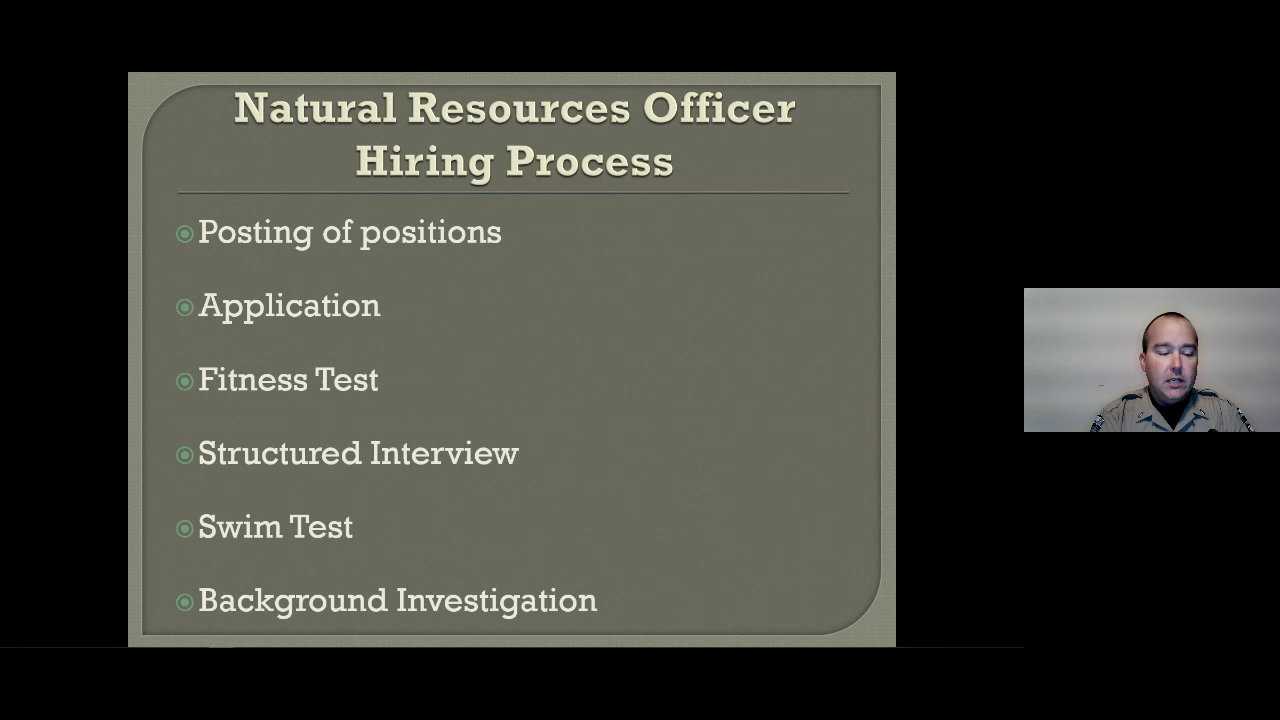 Natural Resources Officer
Hiring Process
Posting of positions
Application
Fitness Test
Structured Interview
Swim Test
Background Investigation